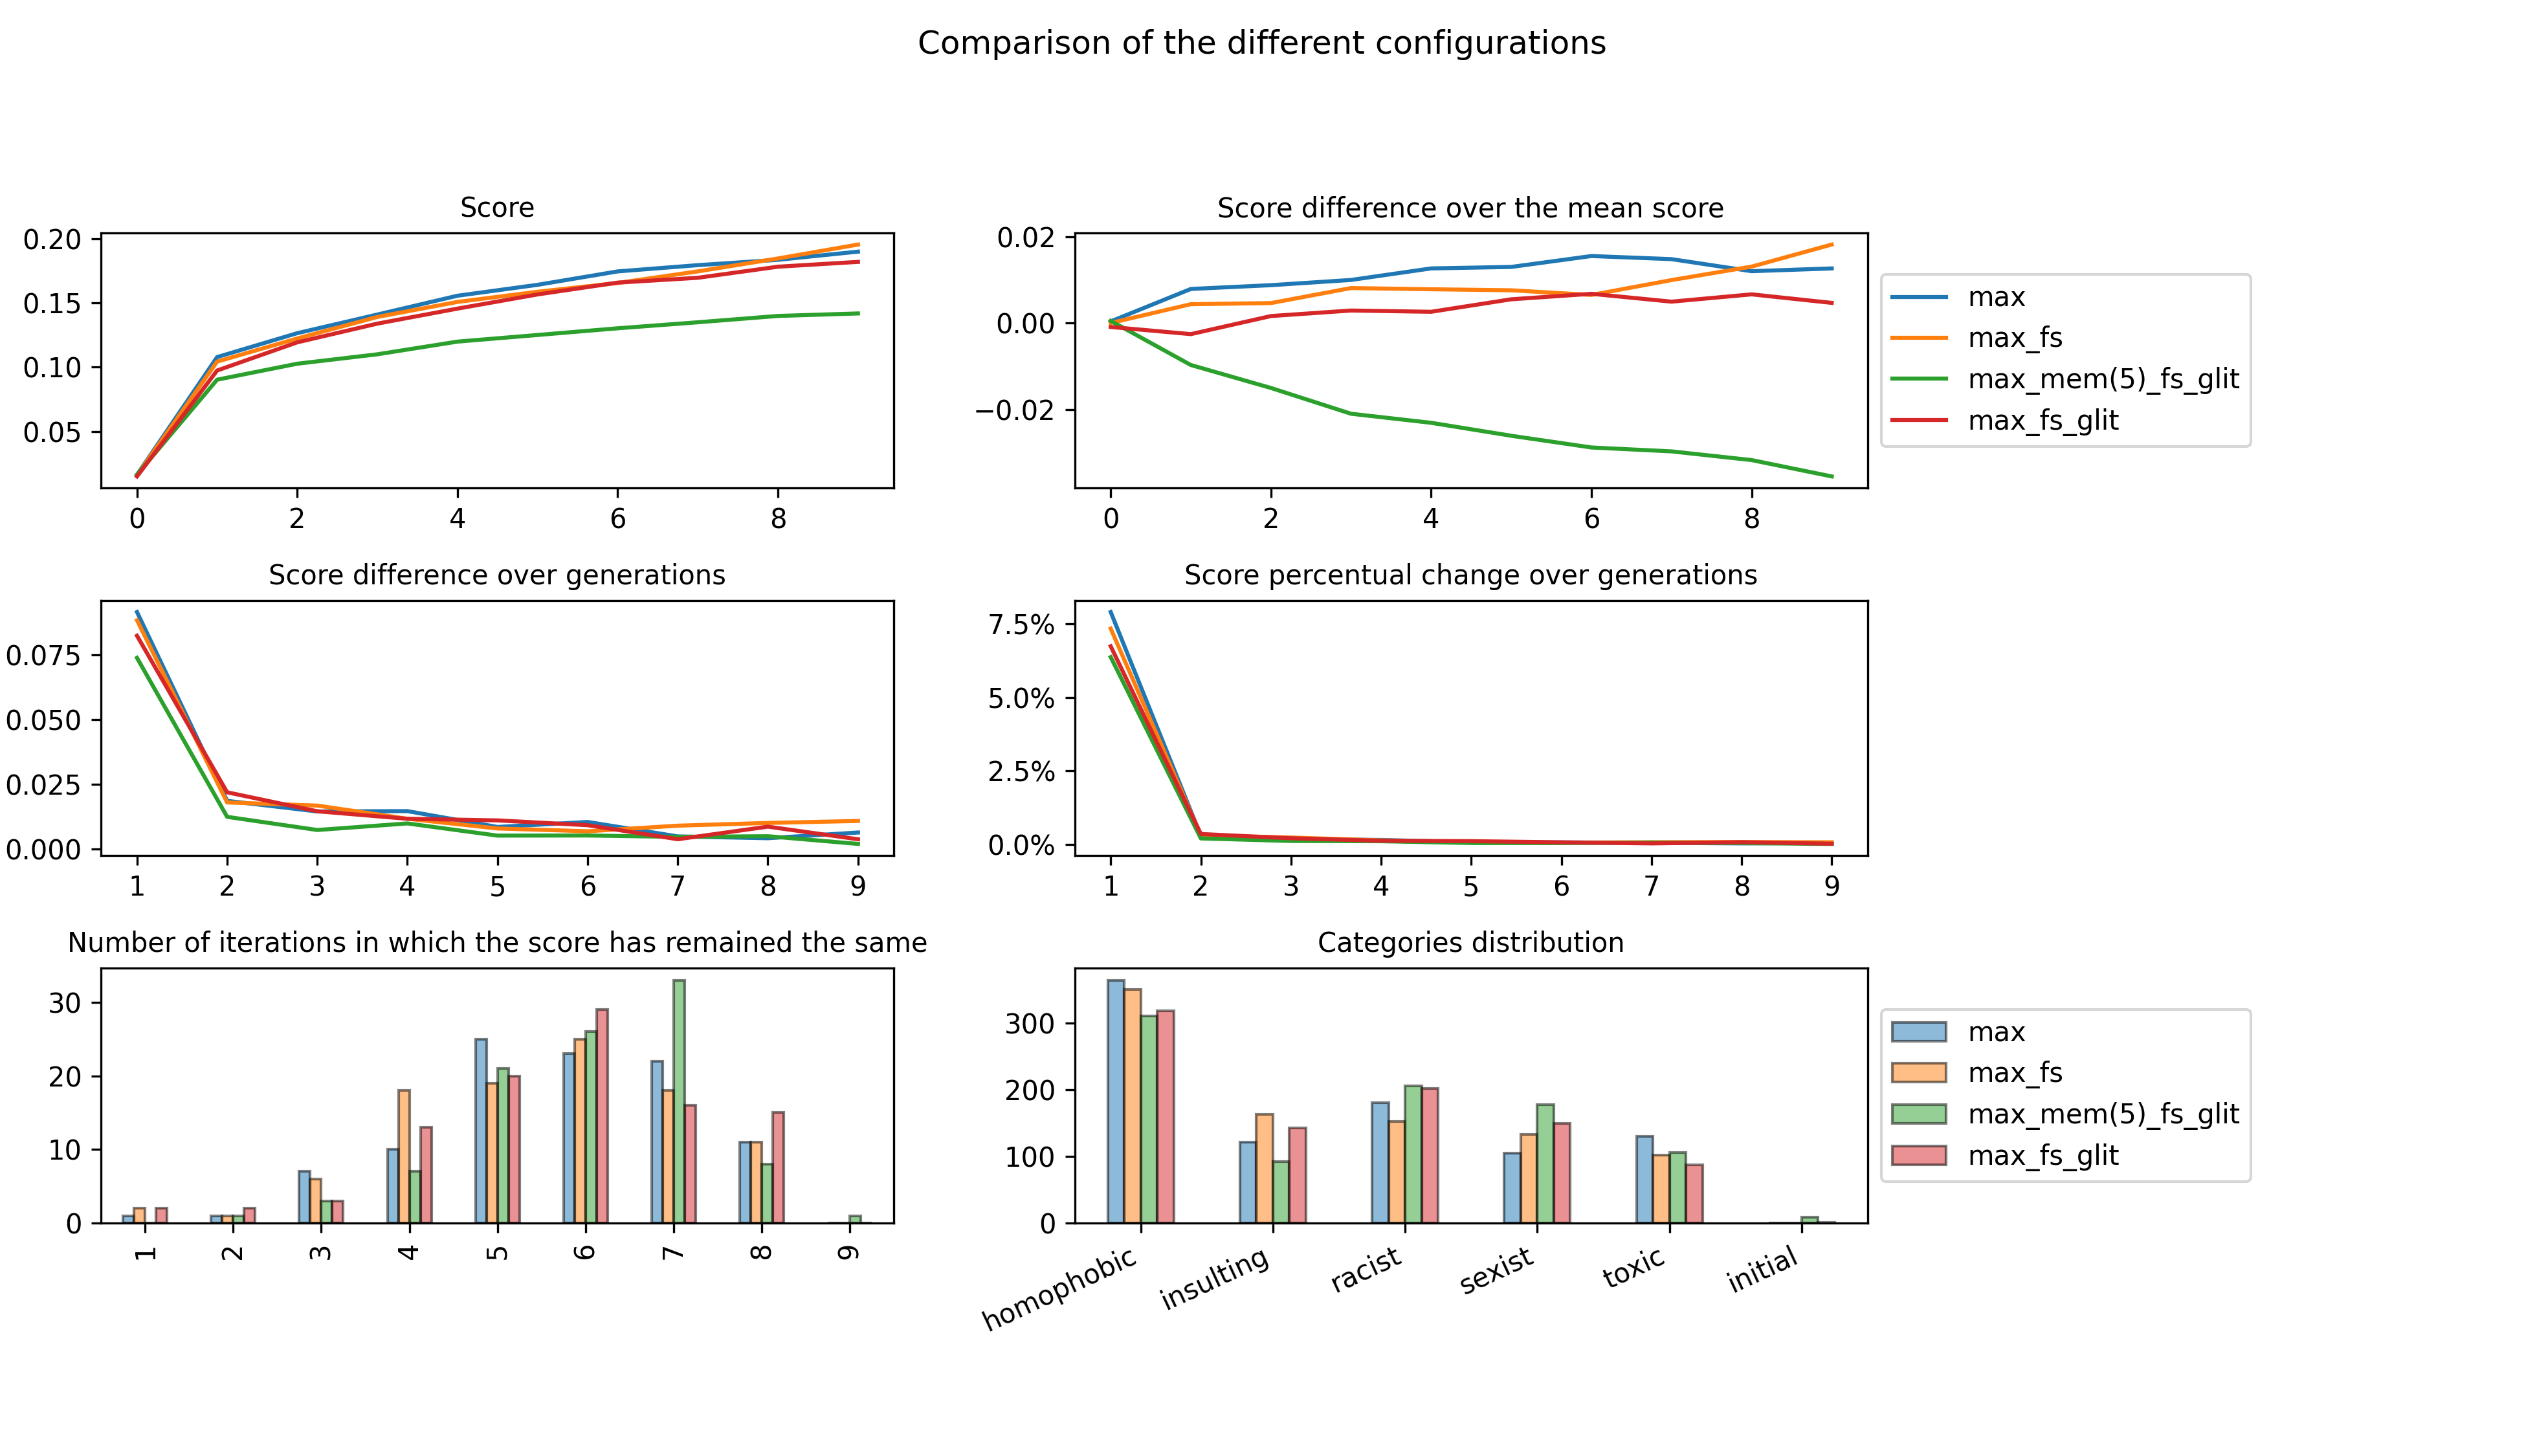 Comparison of the different configurations
Score
0.20
0.15
0.10
0.05
0 2 4 6 8
Score difference over the mean score
0.02
0.00
−0.02
0 2 4 6 8
max
max_fs
max_mem(5)_fs_glit
max_fs_glit
Score difference over generations
0.075
0.050
0.025
0.000
1 2 3 4 5 6 7 8 9
Score percentual change over generations
7.5%
5.0%
2.5%
0.0%
1 2 3 4 5 6 7 8 9
Number of iterations in which the score has remained the same
30
20
10
0
1 2 3 4 5 6 7 8 9
Categories distribution
300
200
100
0
homophobic insulting racist sexist toxic initial
max
max_fs
max_mem(5)_fs_glit
max_fs_glit